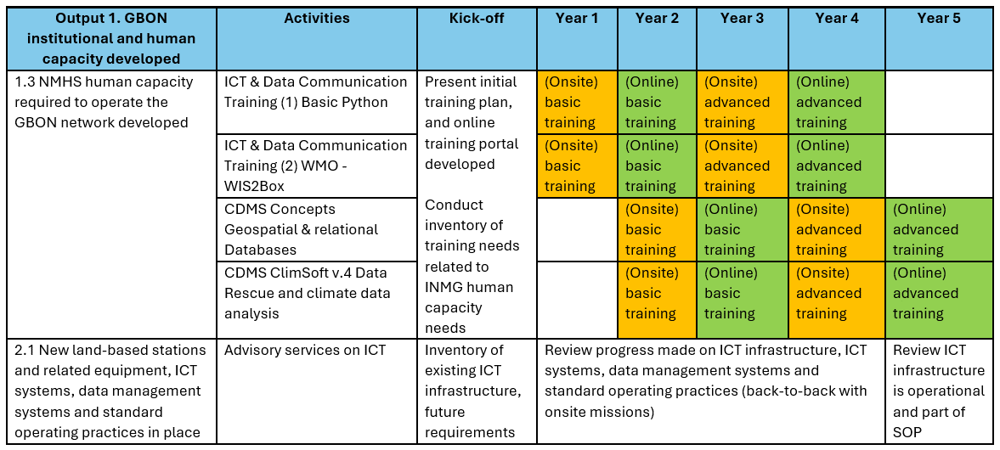 Output 1. GBON
institutional and human
capacity developed
Activities
Kick-off
Year 1
Year 2
Year 3
Year 4
Year 5
1.3 NMHS human capacity
required to operate the
GBON network developed
ICT & Data Communication
Training (1) Basic Python
Present initial
training plan,
and online
training portal
developed
Conduct
inventory of
training needs
related to
INMG human
capacity
needs
(Onsite)
basic
training
(Online)
basic
training
(Onsite)
advanced
training
(Online)
advanced
training
ICT & Data Communication
Training (2) WMO -
WIS2Box
(Onsite)
basic
training
(Online)
basic
training
(Onsite)
advanced
training
(Online)
advanced
training
CDMS Concepts
Geospatial & relational
Databases
(Onsite)
basic
training
(Online)
basic
training
(Onsite)
advanced
training
(Online)
advanced
training
CDMS ClimSoft v.4 Data
Rescue and climate data
analysis
(Onsite)
basic
training
(Online)
basic
training
(Onsite)
advanced
training
(Online)
advanced
training
2.1 New land-based stations
and related equipment, ICT
systems, data management
systems and standard
operating practices in place
Advisory services on ICT
Inventory of
existing ICT
infrastructure,
future
requirements
Review progress made on ICT infrastructure, ICT
systems, data management systems and
standard operating practices (back-to-back with
onsite missions)
Review ICT
infrastructure
is operational
and part of
SOP